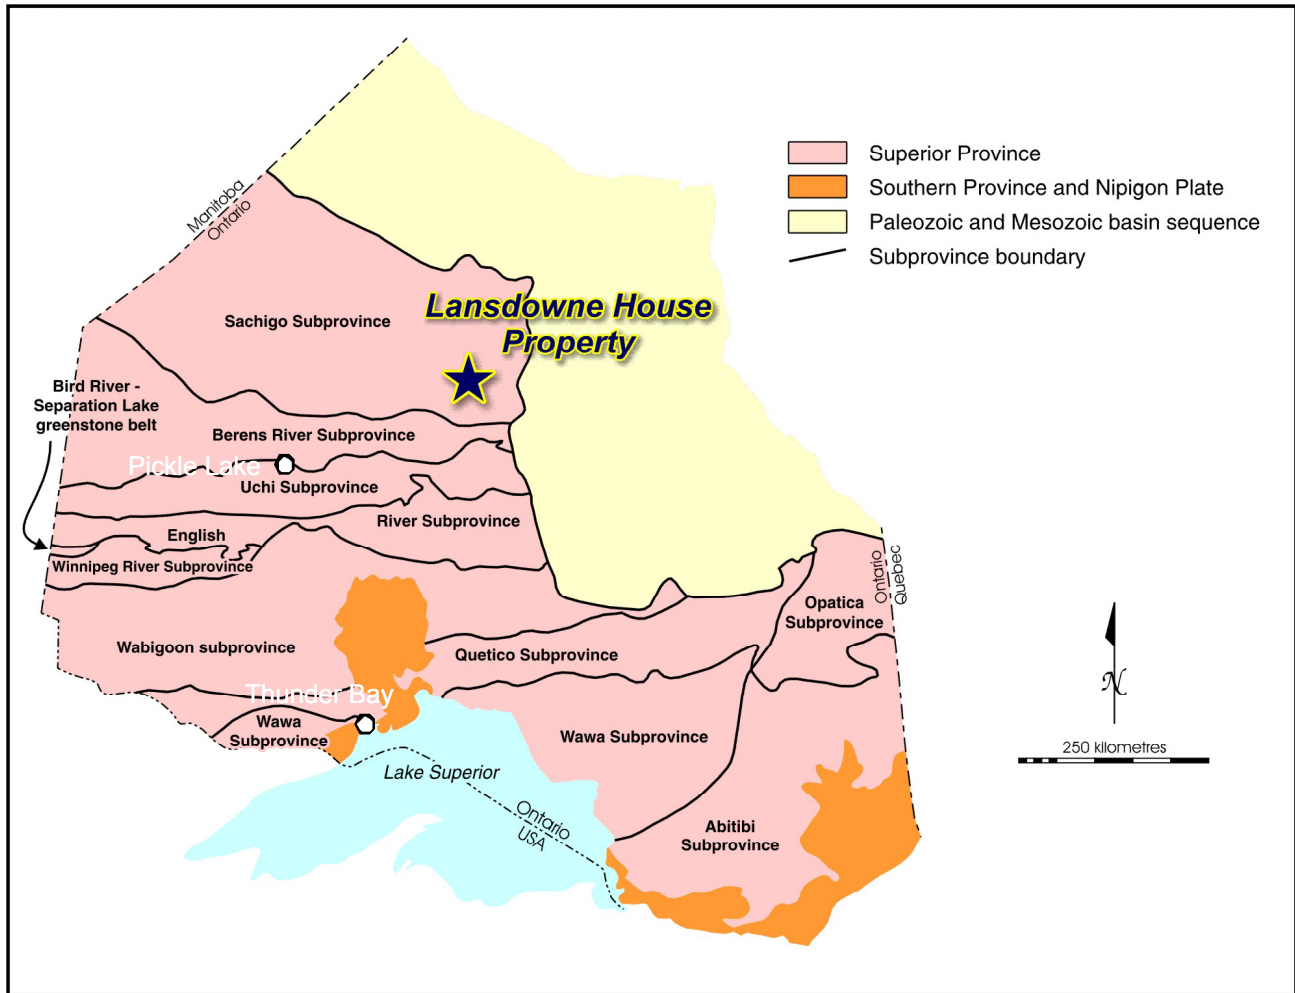 Superior Province
Southern Province and Nipigon Plate
Paleozoic and Mesozoic basin sequence
Subprovince boundary
Manitoba
Ontario
Lansdowne House
Property
Sachigo Subprovince
Bird River -
Separation Lake
greenstone belt
Berens River Subprovince
Pickle Lake
Uchi Subprovince
River Subprovince
English
Winnipeg River Subprovince
Ontario
Quebec
Opatica
Subprovince
Wabigoon subprovince
Quetico Subprovince
Thunder Bay
Wawa
Subprovince
Wawa Subprovince
N
250 kilometres
Lake Superior
Ontario
USA
Abitibi
Subprovince